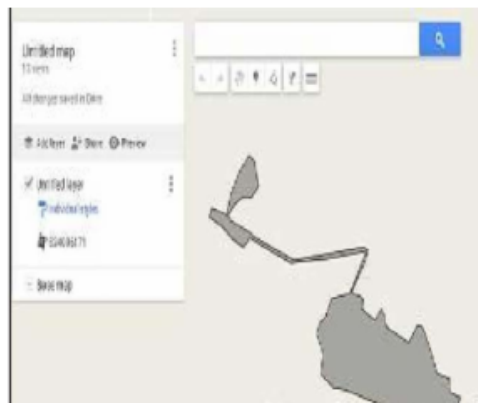 Untitled map
All changes saved in Drive
Add layer Share Preview
Untitled layer
Individual styles
Base map